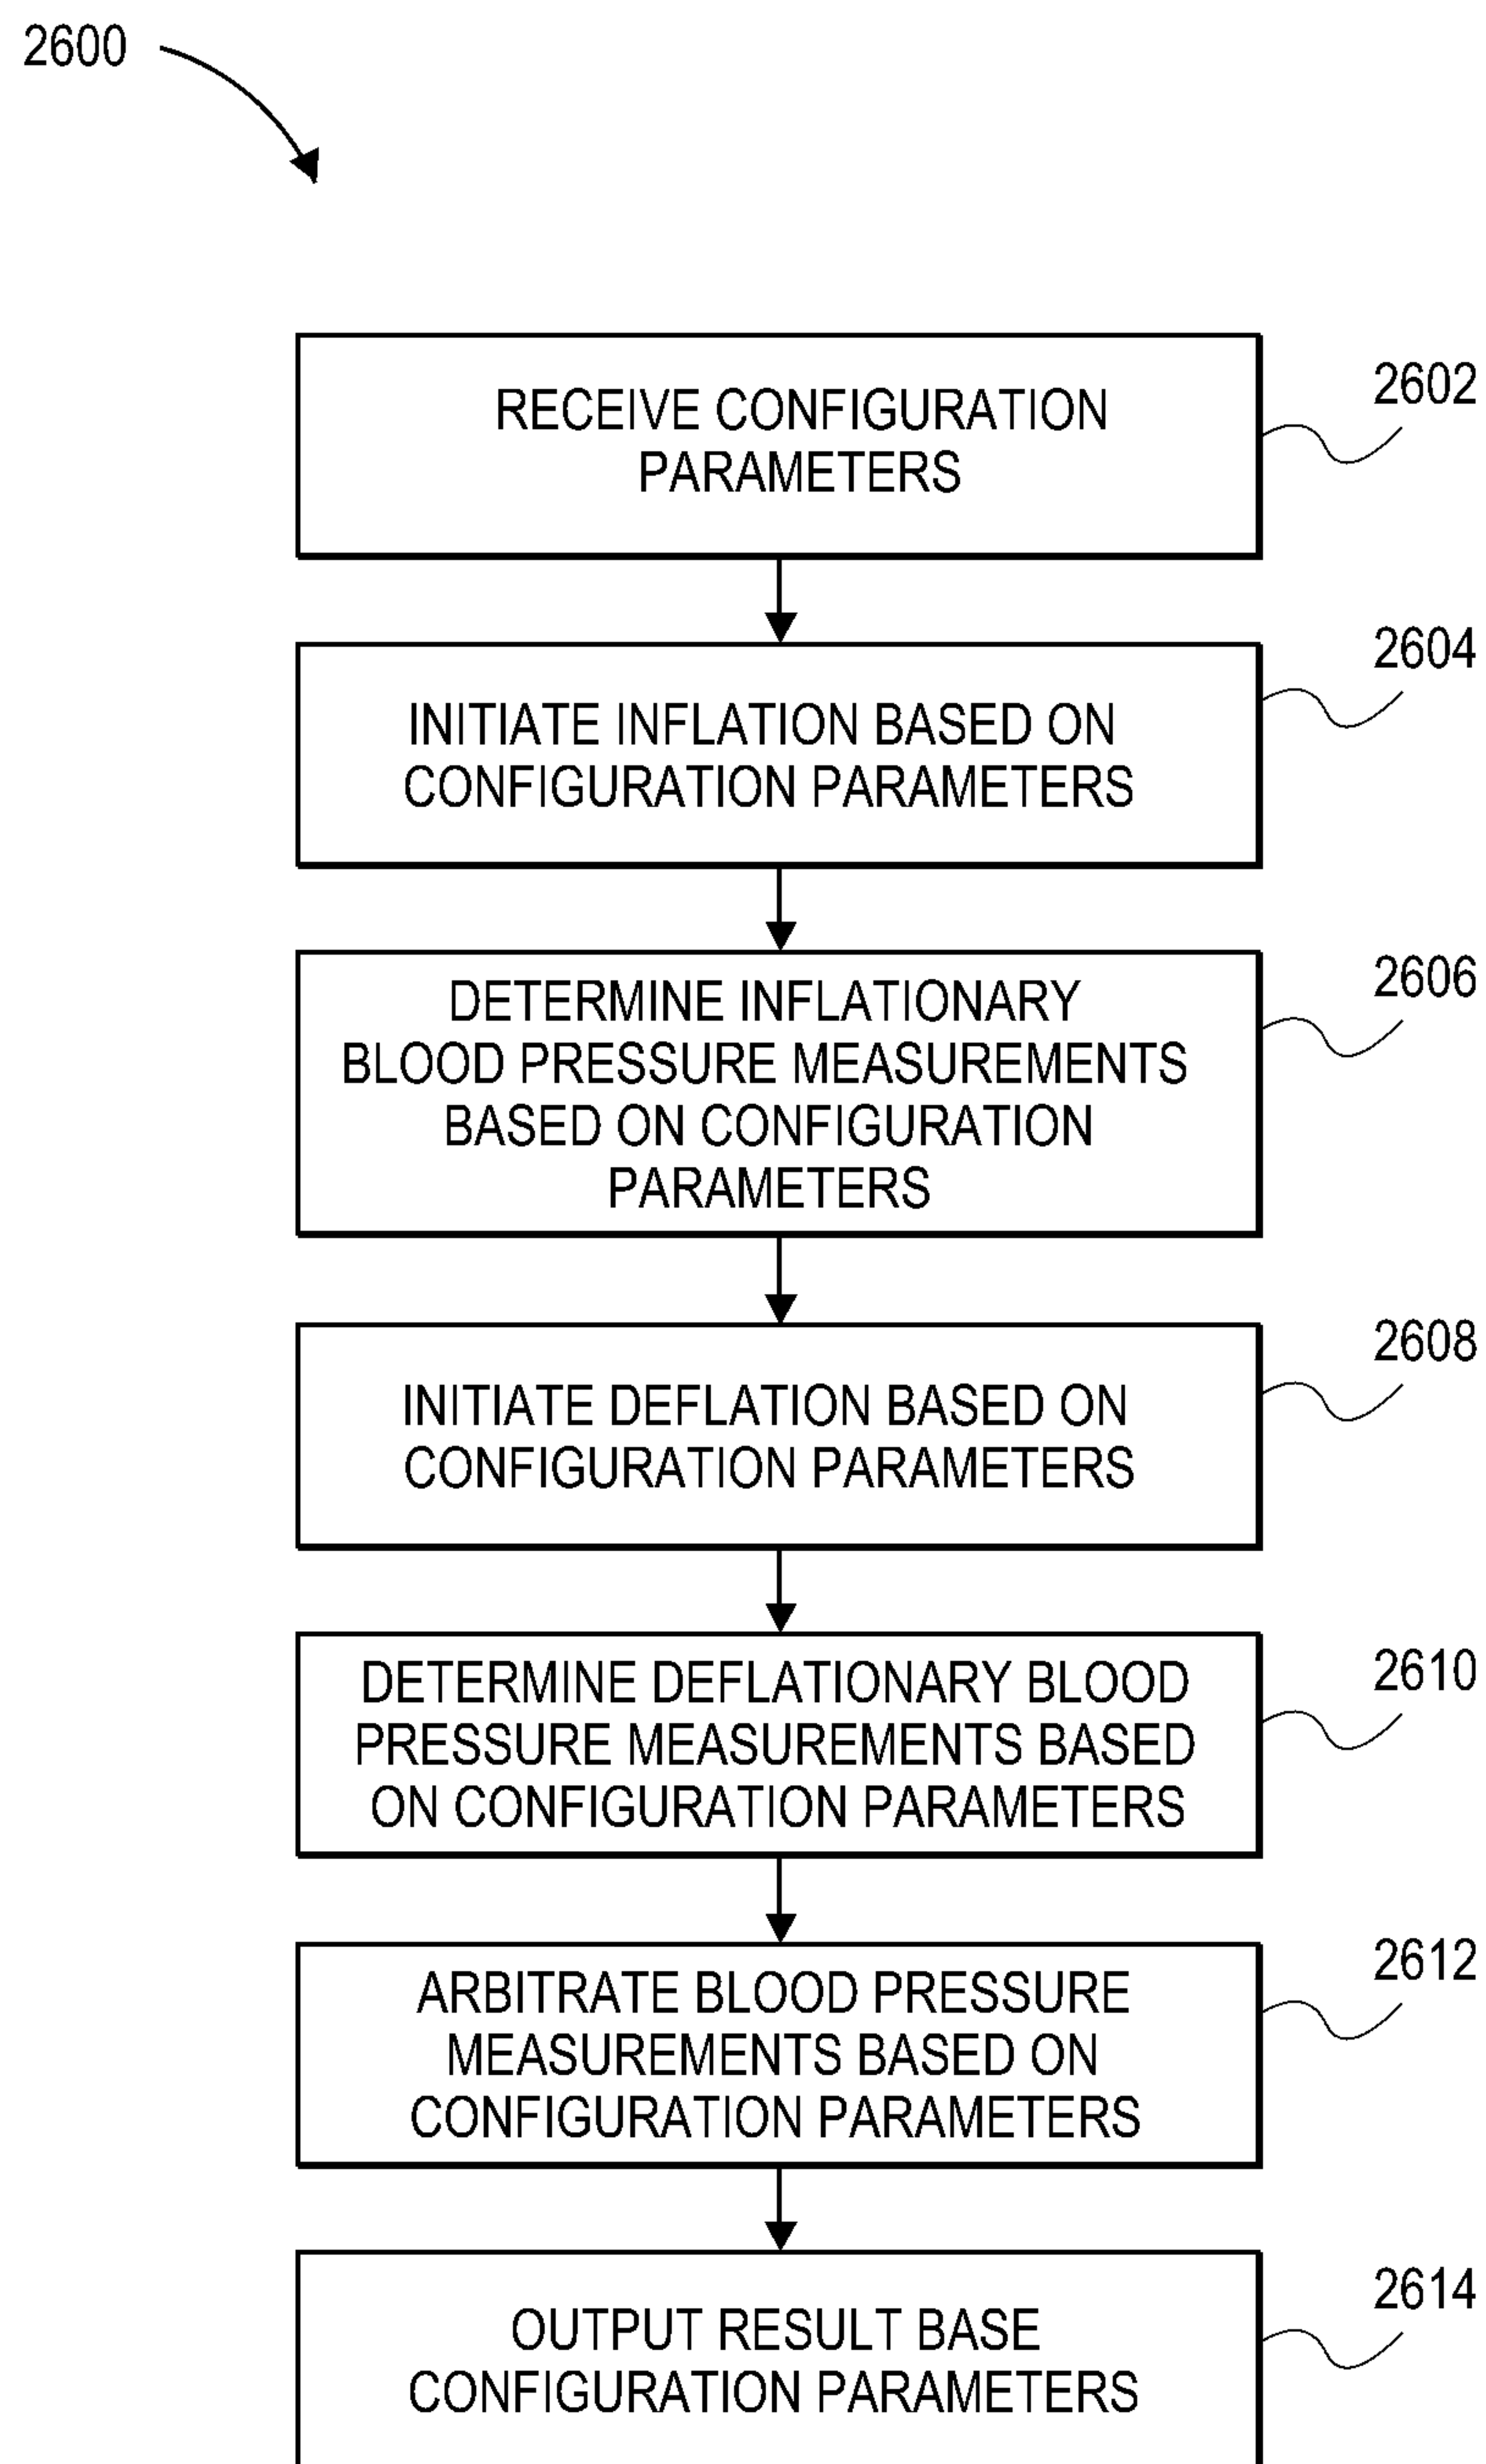 2600
RECEIVE CONFIGURATION
PARAMETERS
2602
INITIATE INFLATION BASED ON
CONFIGURATION PARAMETERS
2604
DETERMINE INFLATIONARY
BLOOD PRESSURE MEASUREMENTS
BASED ON CONFIGURATION
PARAMETERS
2606
INITIATE DEFLATION BASED ON
CONFIGURATION PARAMETERS
2608
DETERMINE DEFLATIONARY BLOOD
PRESSURE MEASUREMENTS BASED
ON CONFIGURATION PARAMETERS
2610
ARBITRATE BLOOD PRESSURE
MEASUREMENTS BASED ON
CONFIGURATION PARAMETERS
2612
OUTPUT RESULT BASE
CONFIGURATION PARAMETERS
2614